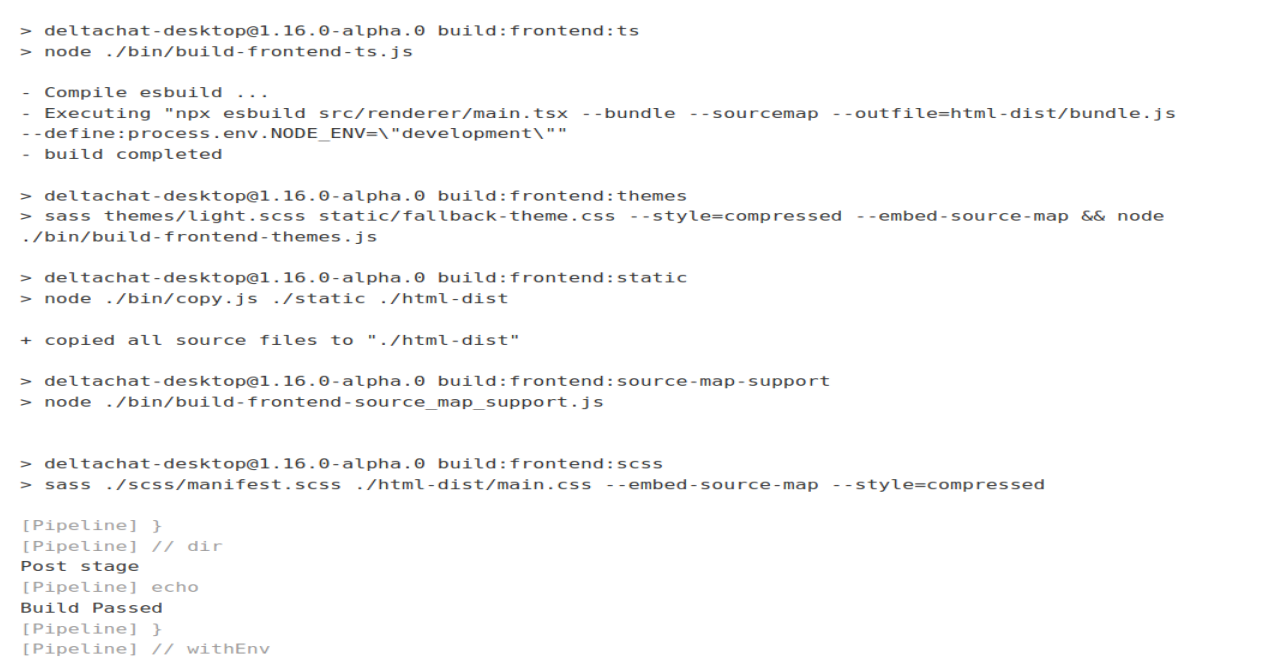 > deltachat-desktop@1.16.0-alpha.0 build:frontend:ts
> node ./bin/build-frontend-ts.js
- Compile esbuild ...
- Executing "npx esbuild src/renderer/main.tsx --bundle --sourcemap --outfile=html-dist/bundle.js
--define:process.env.NODE_ENV=\"development\""
- build completed
> deltachat-desktop@1.16.0-alpha.0 build:frontend:themes
> sass themes/light.scss static/fallback-theme.css --style=compressed --embed-source-map && node
./bin/build-frontend-themes.js
> deltachat-desktop@1.16.0-alpha.0 build:frontend:static
> node ./bin/copy.js ./static ./html-dist
+ copied all source files to "./html-dist"
> deltachat-desktop@1.16.0-alpha.0 build:frontend:source-map-support
> node ./bin/build-frontend-source_map_support.js
> deltachat-desktop@1.16.0-alpha.0 build:frontend:scss
> sass ./scss/manifest.scss ./html-dist/main.css --embed-source-map --style=compressed
[Pipeline] }
[Pipeline] // dir
Post stage
[Pipeline] echo
Build Passed
[Pipeline] }
[Pipeline] // withEnv